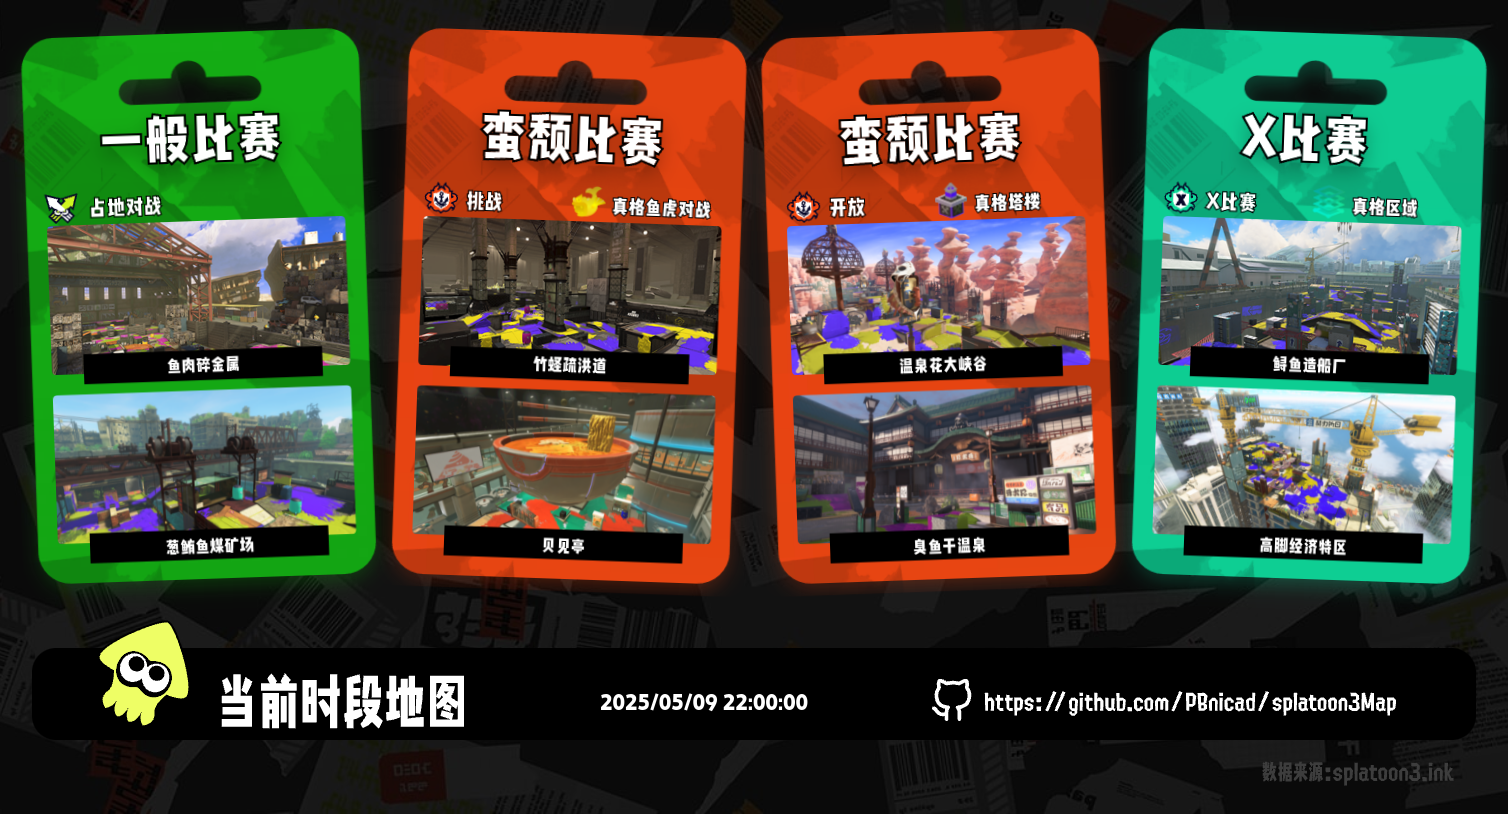 一般比赛
占地对战
鱼肉碎金属
葱鲔鱼煤矿场
蛮颓比赛
挑战
真格鱼虎对战
竹蛏疏洪道
贝见亭
蛮颓比赛
开放
真格塔楼
温泉花大峡谷
臭鱼干温泉
X比赛
X比赛
真格区域
鲟鱼造船厂
高脚经济特区
当前时段地图
2025/05/09 22:00:00
https://github.com/PBnicad/splatoon3Map
数据来源:splatoon3.ink